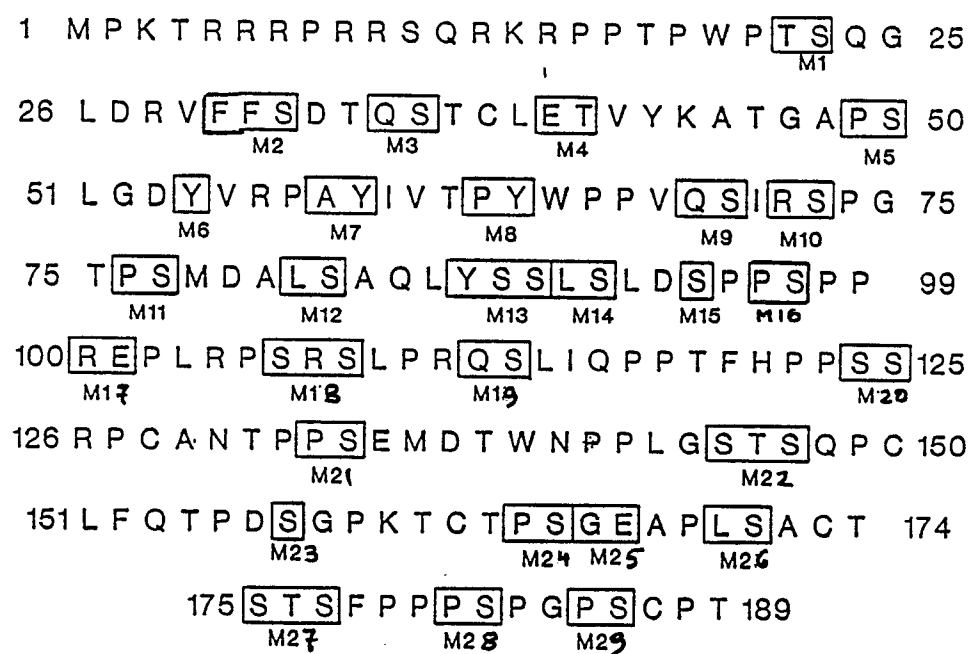 1 M P K T R R R P R R S Q R K R P P T P W P T S Q G 25
M1
26 L D R V F F S D T Q S T C L E T V Y K A T G A P S 50
M2 M3 M4 M5
51 L G D Y V R P A Y I V T P Y W P P V Q S I R S P G 75
M6 M7 M8 M9 M10
75 T P S M D A L S A Q L Y S S L S L D S P P S P P 99
M11 M12 M13 M14 M15 M16
100 R E P L R P S R S L P R Q S L I Q P P T F H P P S S 125
M17 M18 M19 M20
126 R P C A N T P P S E M D T W N P P L G S T S Q P C 150
M21 M22
151 L F Q T P D S G P K T C T P S G E A P L S A C T 174
M23 M24 M25 M26
175 S T S F P P P S P G P S C P T 189
M27 M28 M29